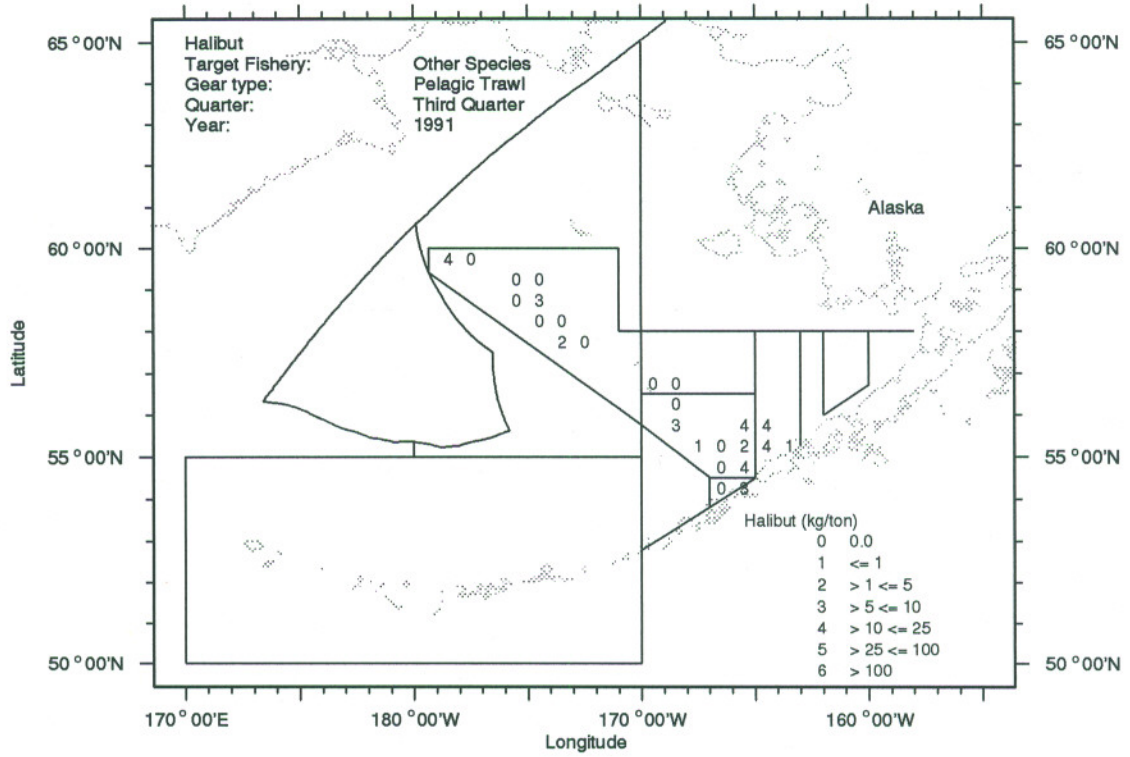 65 °00'N 65 °00'N
Halibut
Target Fishery: Other Species
Gear type: Pelagic Trawl
Quarter: Third Quarter
Year: 1991
Alaska
60 °00'N 60 °00'N
4 0
0 0
0 3
0 0
2 0
Latitude
0 0
0
3 4 4
1 0 2 4 1
55 °00'N 0 4 55 °00'N
0
Halibut (kg/ton)
0 0.0
1 <= 1
2 > 1 <= 5
3 > 5 <= 10
4 > 10 <= 25
5 > 25 <= 100
6 > 100
50 °00'N 50 °00'N
170 °00'E 180 °00'W 170 °00'W 160 °00'W
Longitude